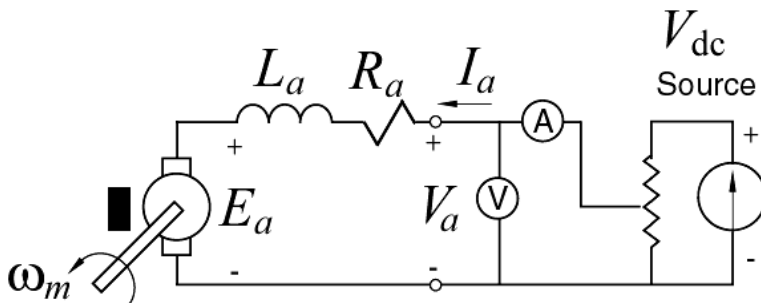 V_dc
Source
L_a
R_a
I_a
A
+
+
+
E_a
V_a
V
ω_m
-
-
-